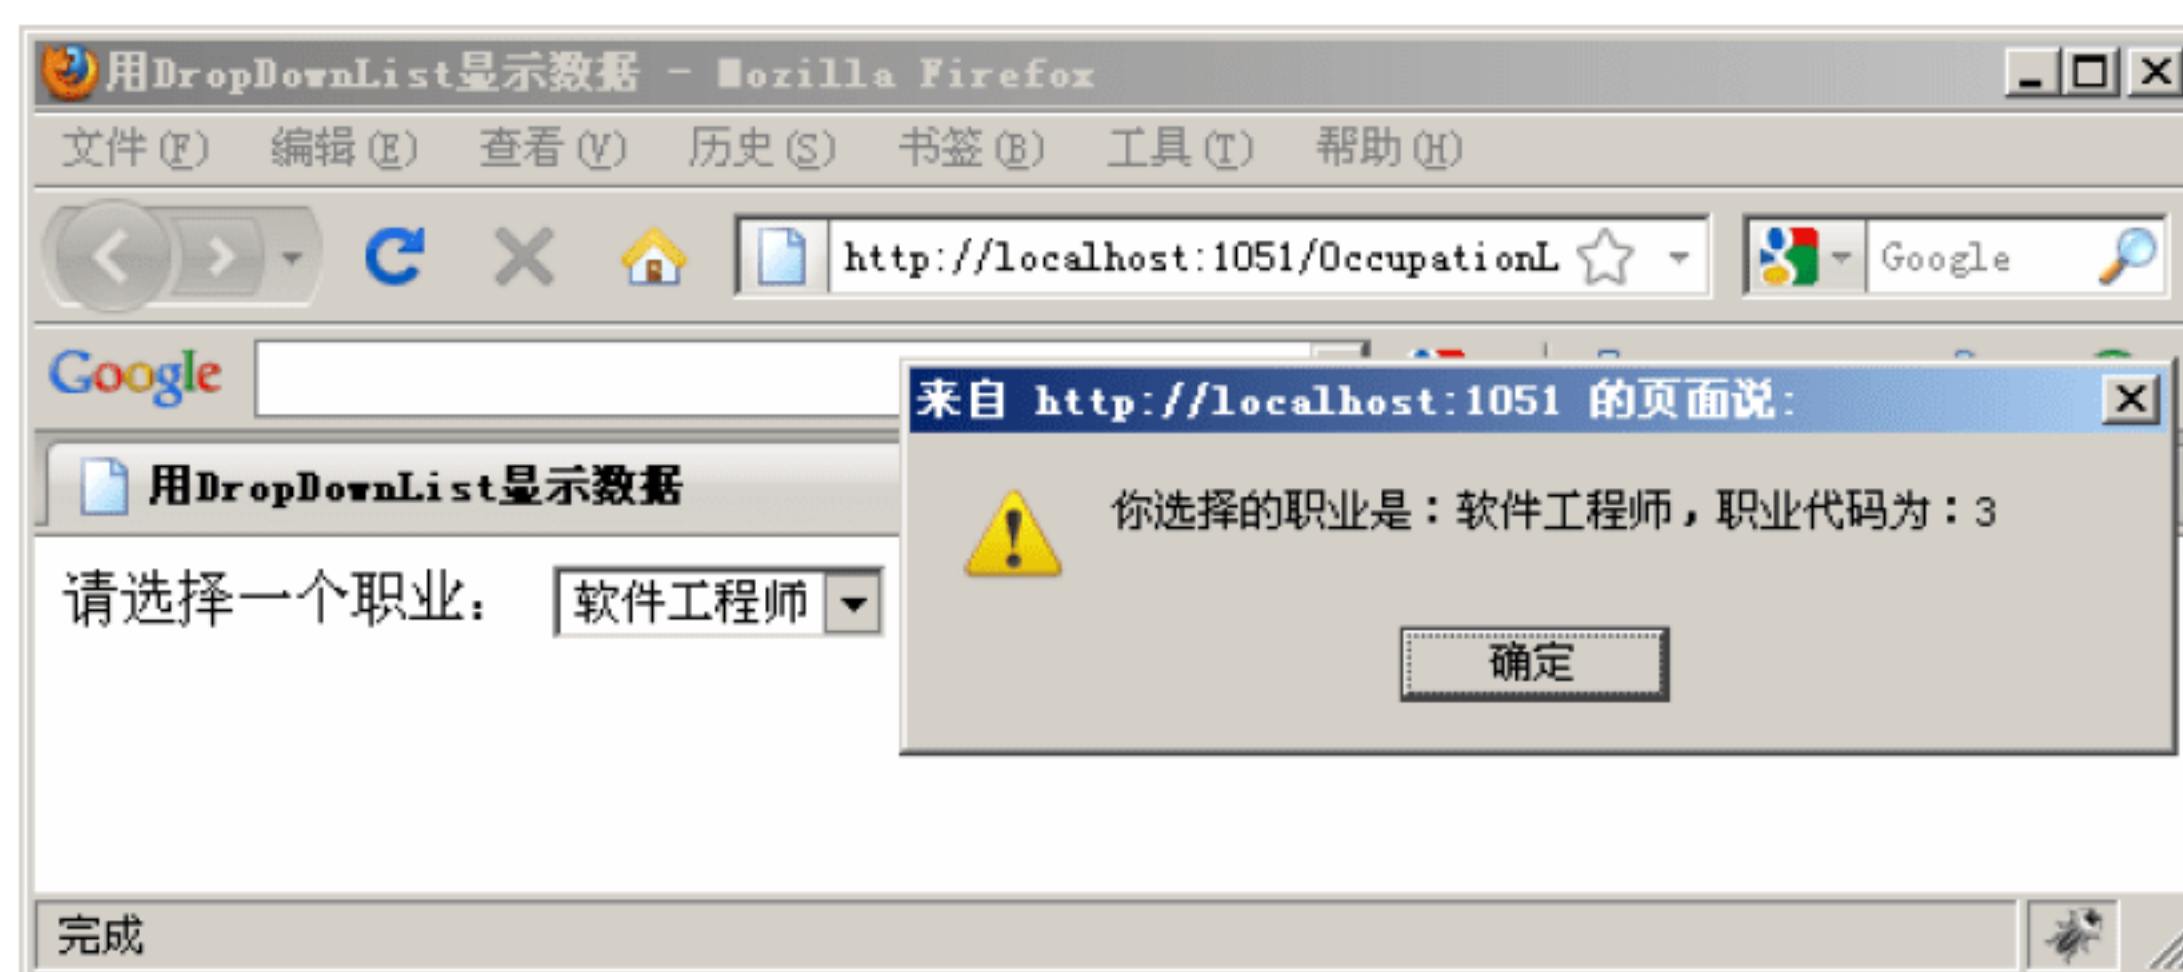 用DropDownList显示数据 - Mozilla Firefox
文件(F) 编辑(E) 查看(V) 历史(S) 书签(B) 工具(T) 帮助(H)
http://localhost:1051/OccupationL Google
Google
来自 http://localhost:1051 的页面说:
用DropDownList显示数据
你选择的职业是：软件工程师，职业代码为：3
请选择一个职业： 软件工程师
确定
完成